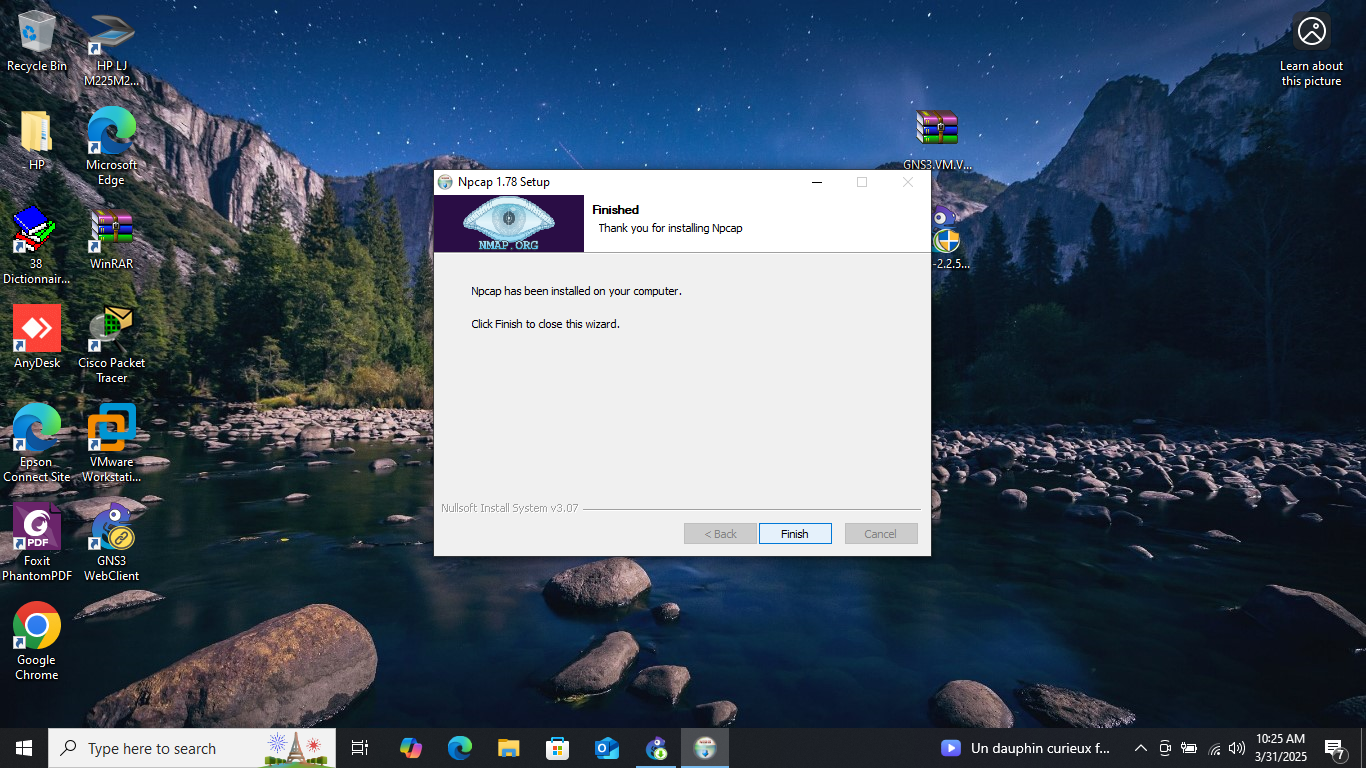 Recycle Bin
HP LJ
M225M2...
Learn about
this picture
- HP
Microsoft
Edge
GNS3.VM.V...
Npcap 1.78 Setup
NMAP.ORG
Finished
Thank you for installing Npcap
38
Dictionnair...
WinRAR
-2.2.5...
Npcap has been installed on your computer.
Click Finish to close this wizard.
AnyDesk
Cisco Packet
Tracer
Epson
Connect Site
VMware
Workstati...
Nullsoft Install System v3.07
< Back
Finish
Cancel
PDF
Foxit
PhantomPDF
GNS3
WebClient
Google
Chrome
Type here to search
Un dauphin curieux f...
10:25 AM
3/31/2025
7